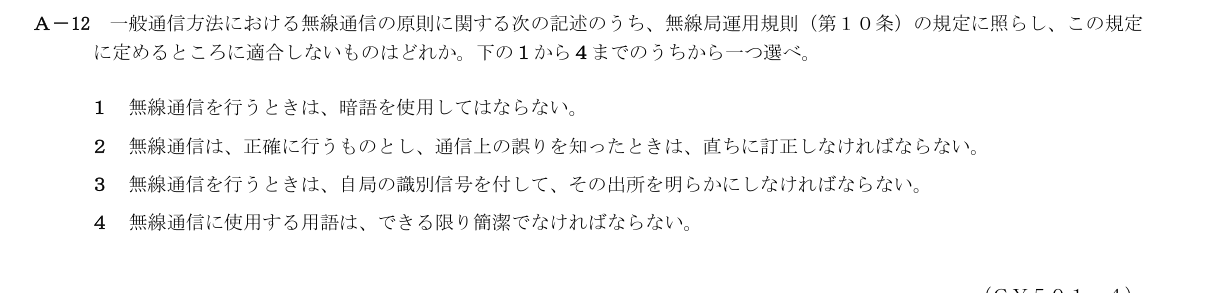 A－12　一般通信方法における無線通信の原則に関する次の記述のうち、無線局運用規則（第１０条）の規定に照らし、この規定
に定めるところに適合しないものはどれか。下の1から4までのうちから一つ選べ。
1　無線通信を行うときは、暗語を使用してはならない。
2　無線通信は、正確に行うものとし、通信上の誤りを知ったときは、直ちに訂正しなければならない。
3　無線通信を行うときは、自局の識別信号を付して、その出所を明らかにしなければならない。
4　無線通信に使用する用語は、できる限り簡潔でなければならない。